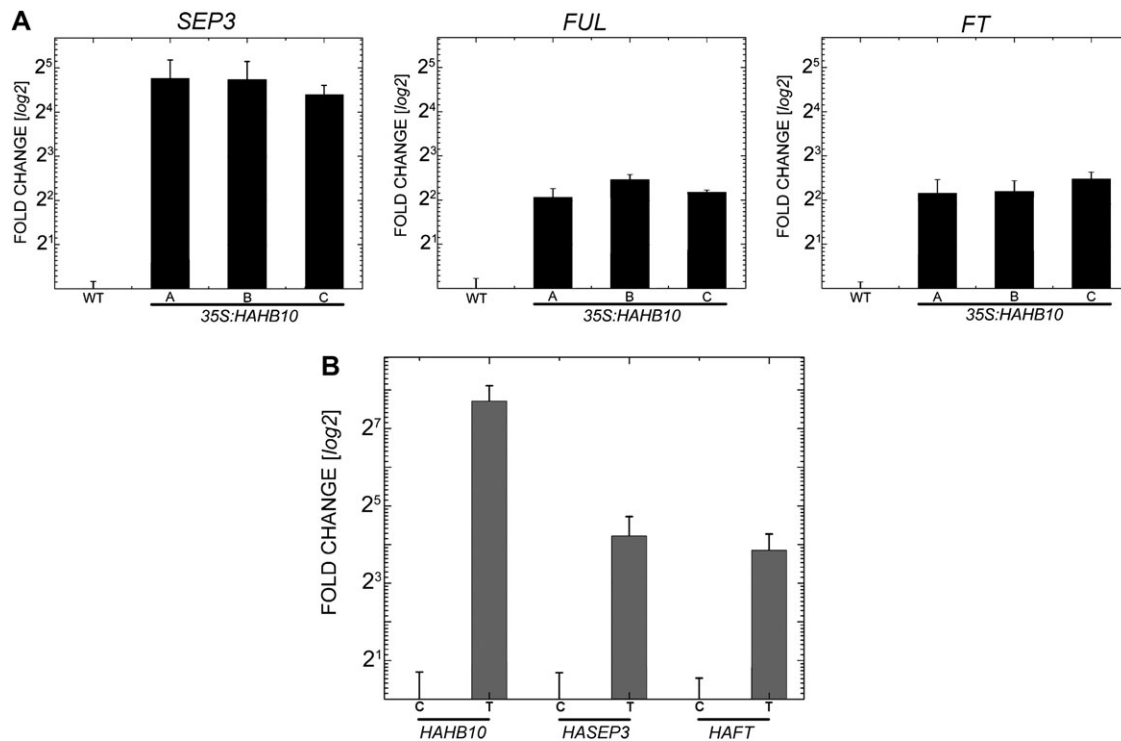 A
SEP3
FUL
FT
FOLD CHANGE [log2]
2⁵
2⁴
2³
2²
2¹
WT
A
B
C
35S:HAHB10
FOLD CHANGE [log2]
2⁵
2⁴
2³
2²
2¹
WT
A
B
C
35S:HAHB10
FOLD CHANGE [log2]
2⁵
2⁴
2³
2²
2¹
WT
A
B
C
35S:HAHB10
B
FOLD CHANGE [log2]
2⁷
2⁵
2³
2¹
C T C T C T
HAHB10 HASEP3 HAFT